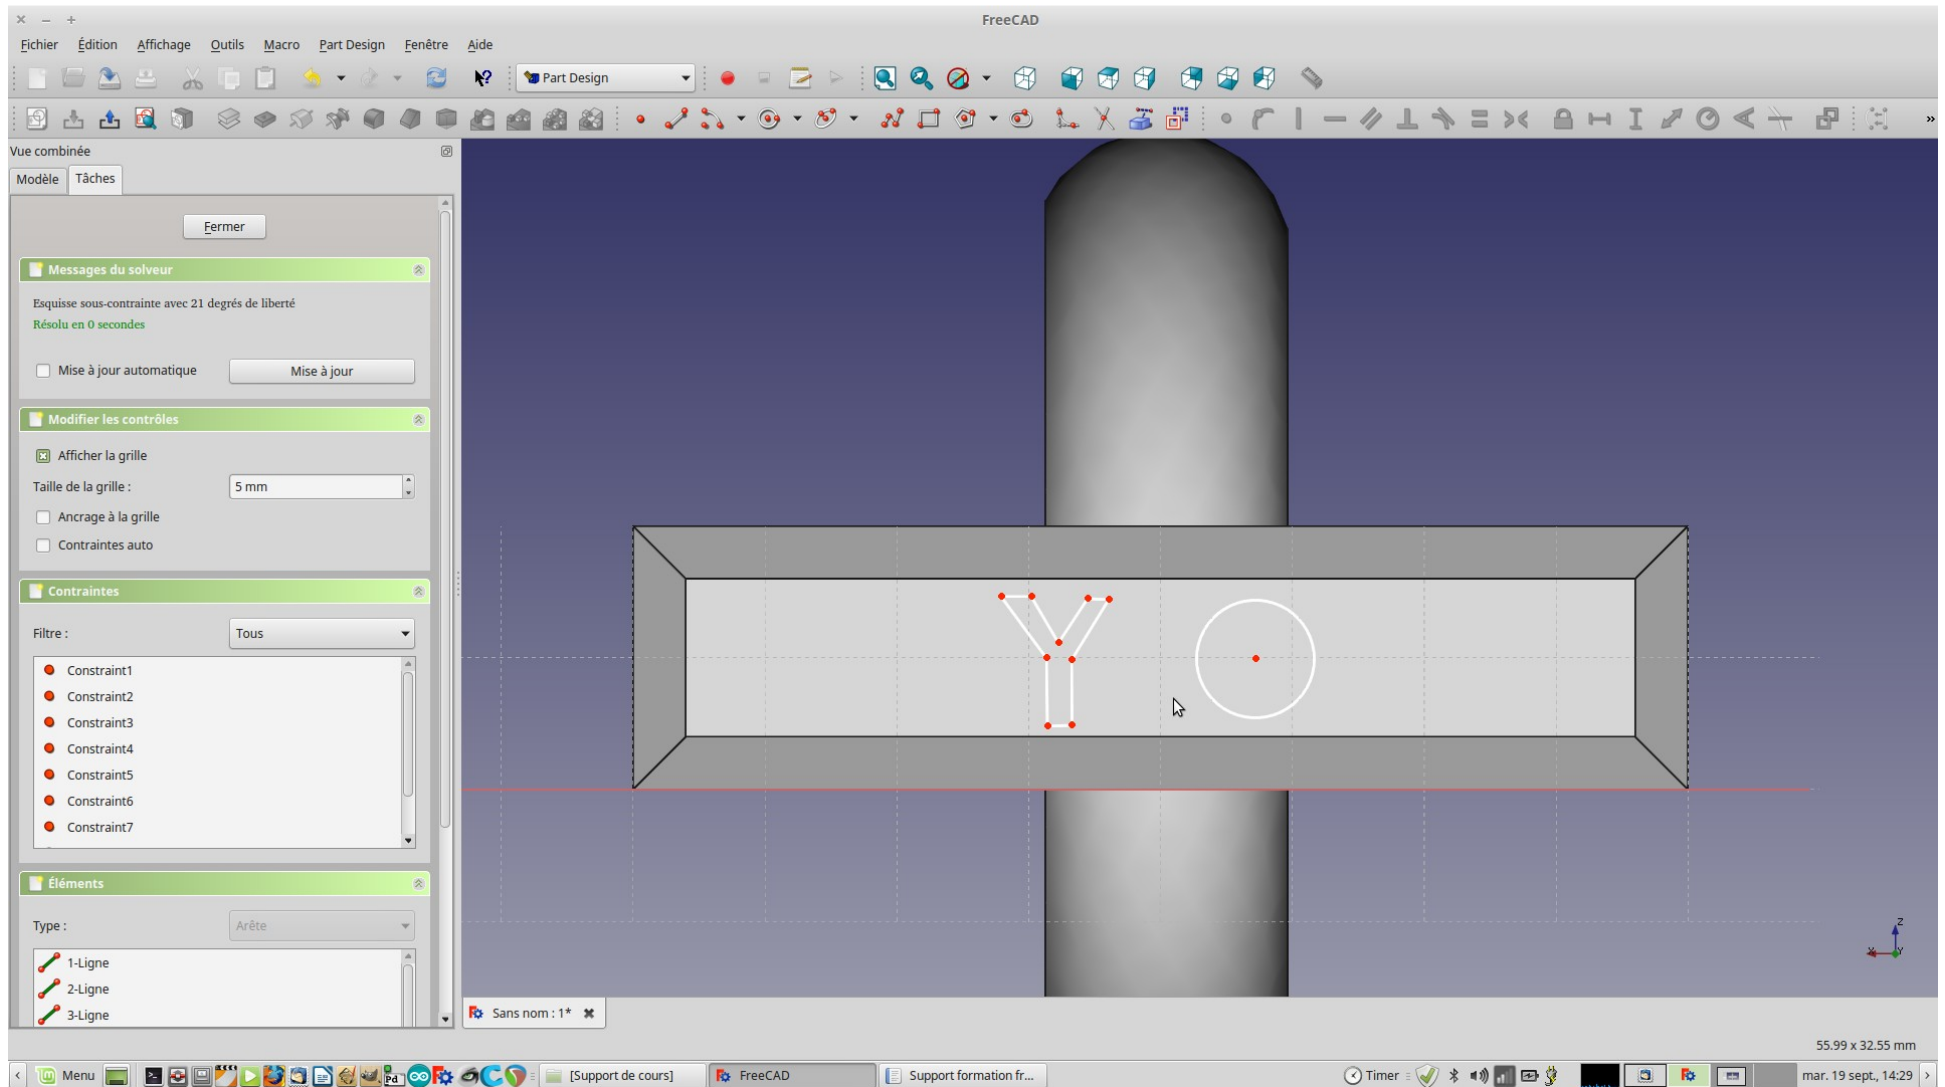 FreeCAD
Fichier Édition Affichage Outils Macro Part Design Fenêtre Aide
Part Design
»
Vue combinée
Modèle Tâches
Fermer
Messages du solveur
Esquisse sous-contrainte avec 21 degrés de liberté
Résolu en 0 secondes
Mise à jour automatique Mise à jour
Modifier les contrôles
Afficher la grille
Taille de la grille : 5 mm
Ancrage à la grille
Contraintes auto
Contraintes
Filtre : Tous
Constraint1
Constraint2
Constraint3
Constraint4
Constraint5
Constraint6
Constraint7
Éléments
Type : Arête
1-Ligne
2-Ligne
3-Ligne
Y
Z
X Y
Sans nom : 1*
55.99 x 32.55 mm
Menu Pd [Support de cours] FreeCAD Support formation fr... Timer mar. 19 sept., 14:29